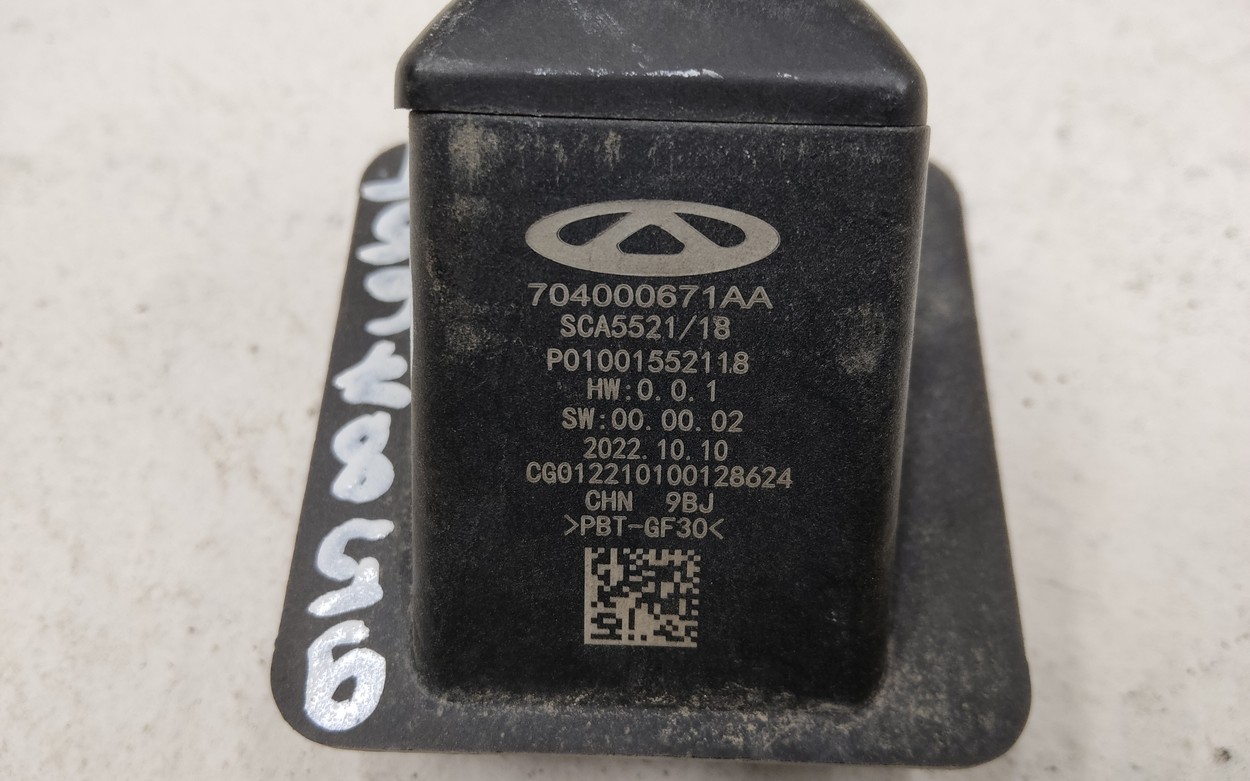 704000671AA
SCA5521/18
P01001552118
HW:0.0.1
SW:00.00.02
2022.10.10
CG012210100128624
CHN 9BJ
>PBT-GF30<